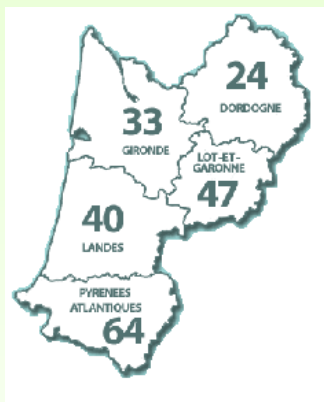 24
DORDOGNE
33
GIRONDE
LOT-ET-
GARONNE
47
40
LANDES
PYRENEES
ATLANTIQUES
64